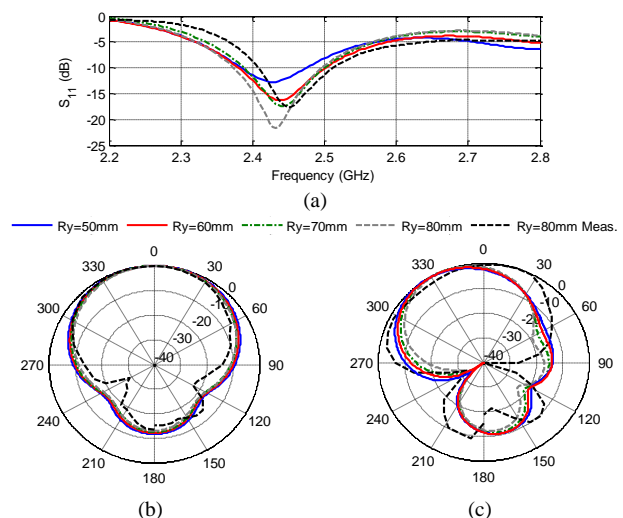 (a)
0
-5
-10
-15
-20
-25
S11 (dB)
2.2 2.3 2.4 2.5 2.6 2.7 2.8
Frequency (GHz)
(a)
Ry=50mm Ry=60mm Ry=70mm Ry=80mm Ry=80mm Meas.
0
330 30
300 0 60
-10
-20
-30
270 -40 90
240 120
210 150
180
(b)
0
330 30
300 0 60
-10
-20
-30
270 -40 90
240 120
210 150
180
(c)